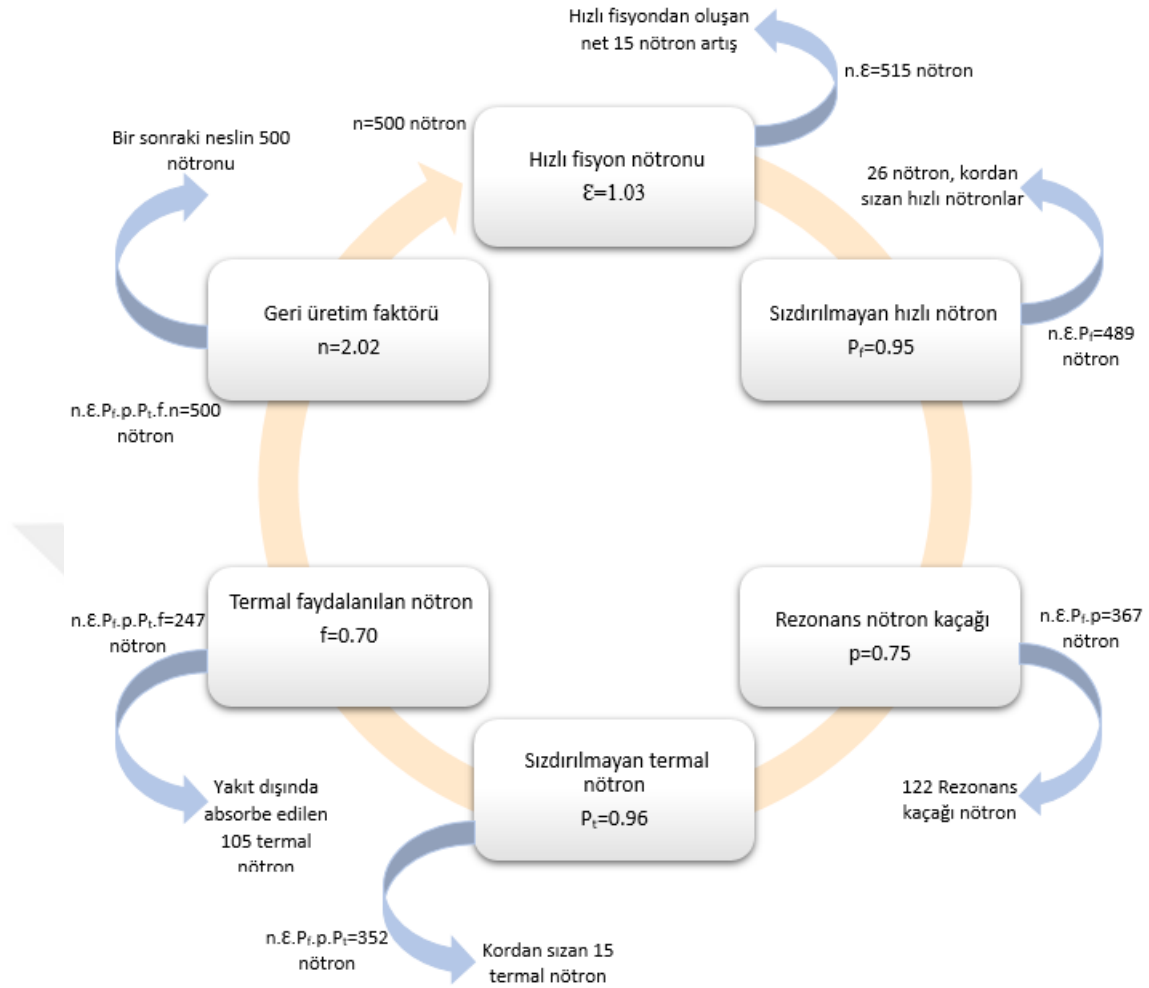 Hızlı fisyondan oluşan
net 15 nötron artış
n.Ɛ=515 nötron
n=500 nötron
Hızlı fisyon nötronu
Ɛ=1.03
Bir sonraki neslin 500
nötronu
26 nötron, kordan
sızan hızlı nötronlar
Geri üretim faktörü
n=2.02
Sızdırılmayan hızlı nötron
Pf=0.95
n.Ɛ.Pf=489
nötron
n.Ɛ.Pf.p.Pt.f.n=500
nötron
Termal faydalanılan nötron
f=0.70
n.Ɛ.Pf.p.Pt.f=247
nötron
Rezonans nötron kaçağı
p=0.75
n.Ɛ.Pf.p=367
nötron
Sızdırılmayan termal
nötron
Pt=0.96
122 Rezonans
kaçağı nötron
Yakıt dışında
absorbe edilen
105 termal
nötron
n.Ɛ.Pf.p.Pt=352
nötron
Kordan sızan 15
termal nötron